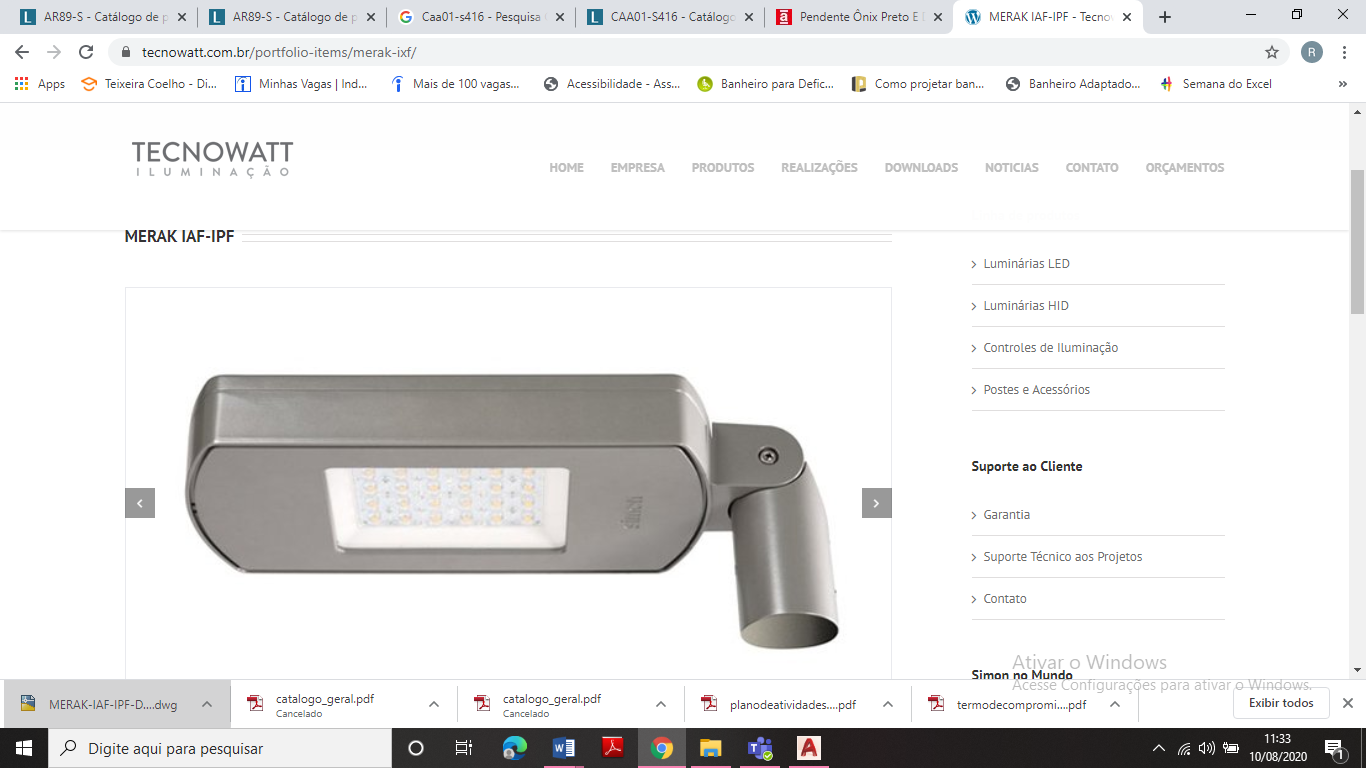 AR89-S - Catálogo de p
AR89-S - Catálogo de p
Caa01-s416 - Pesquisa
CAA01-S416 - Catálogo
Pendente Ônix Preto E
MERAK IAF-IPF - Tecnow
tecnowatt.com.br/portfolio-items/merak-ixf/
R
Apps
Teixeira Coelho - Di...
Minhas Vagas | Ind...
Mais de 100 vagas...
Acessibilidade - Ass...
Banheiro para Defic...
Como projetar ban...
Banheiro Adaptado...
Semana do Excel
»
TECNOWATT
ILUMINAÇÃO
HOME EMPRESA PRODUTOS REALIZAÇÕES DOWNLOADS NOTICIAS CONTATO ORÇAMENTOS
MERAK IAF-IPF
simon
Luminárias LED
Luminárias HID
Controles de Iluminação
Postes e Acessórios
Suporte ao Cliente
Garantia
Suporte Técnico aos Projetos
Contato
Simon no Mundo
Ativar o Windows
Acesse Configurações para ativar o Windows.
MERAK-IAF-IPF-D....dwg
catalogo_geral.pdf
Cancelado
catalogo_geral.pdf
Cancelado
planodeatividades....pdf
termodecompromi....pdf
Exibir todos
Digite aqui para pesquisar
11:33
10/08/2020
1